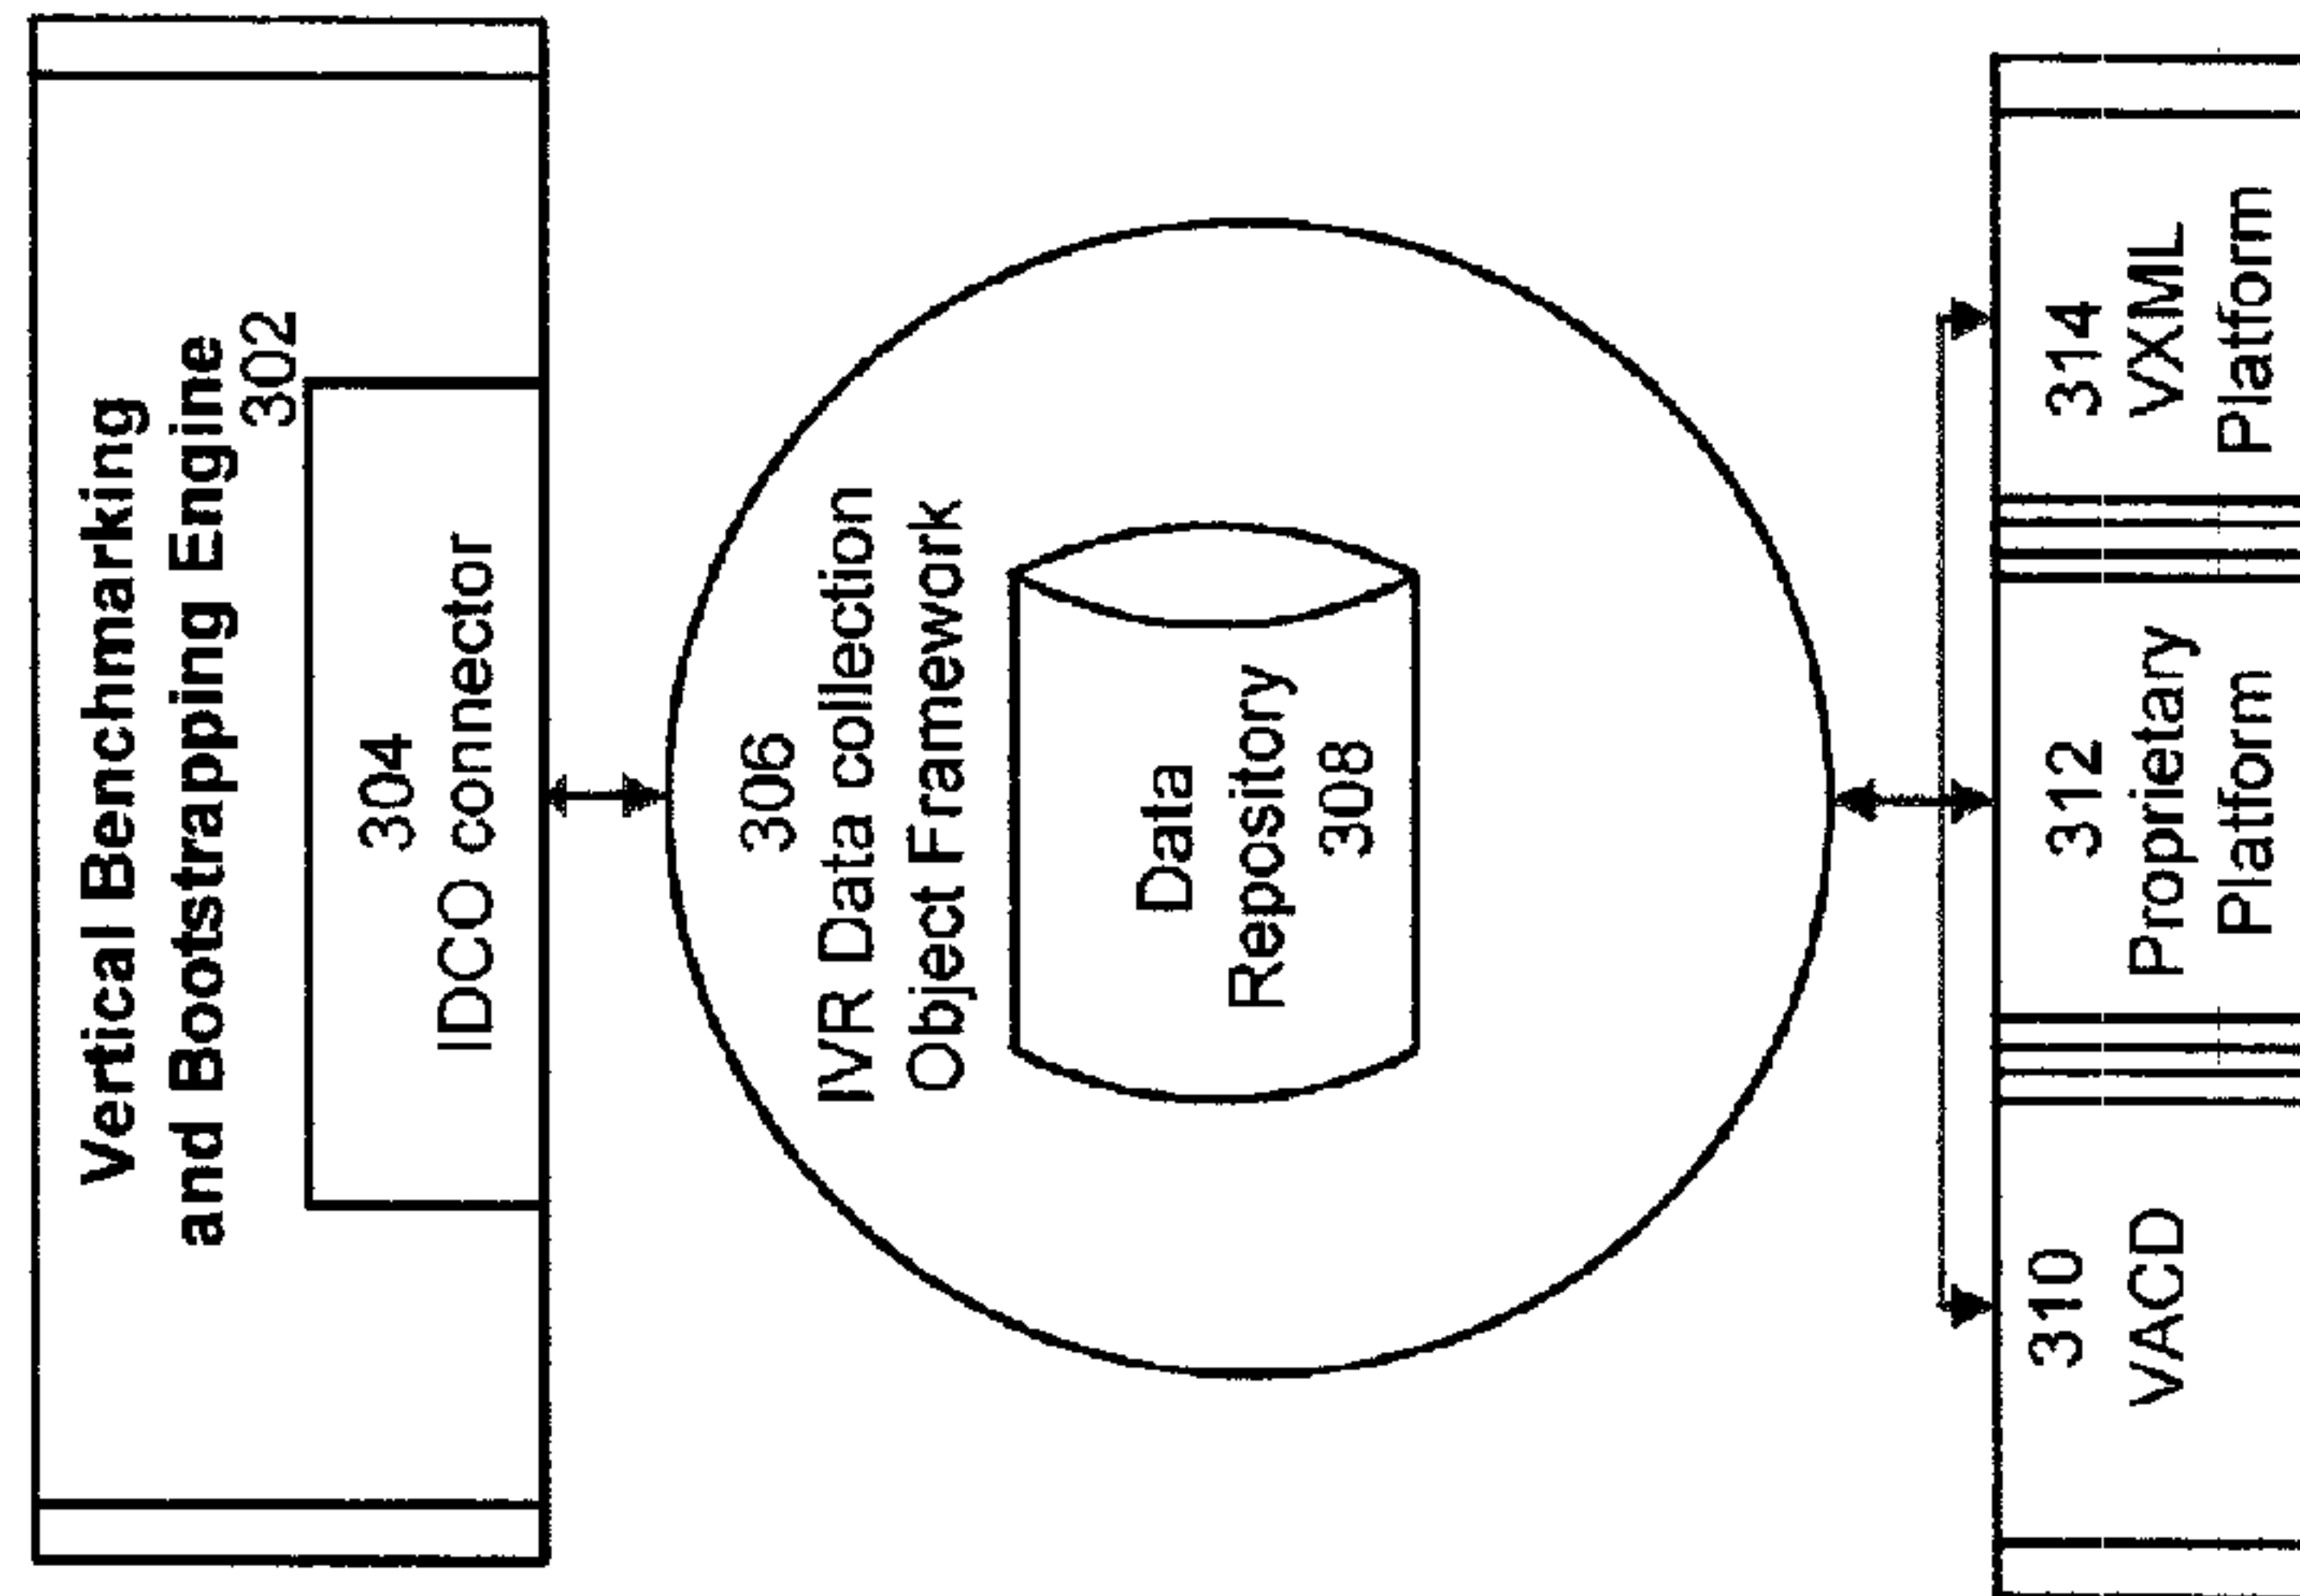 Vertical Benchmarking
and Bootstrapping Engine
302
304
IDCO connector
306
IVR Data collection
Object Framework
Data
Repository
308
310
VACD
312
Proprietary
Platform
314
VXML
Platform